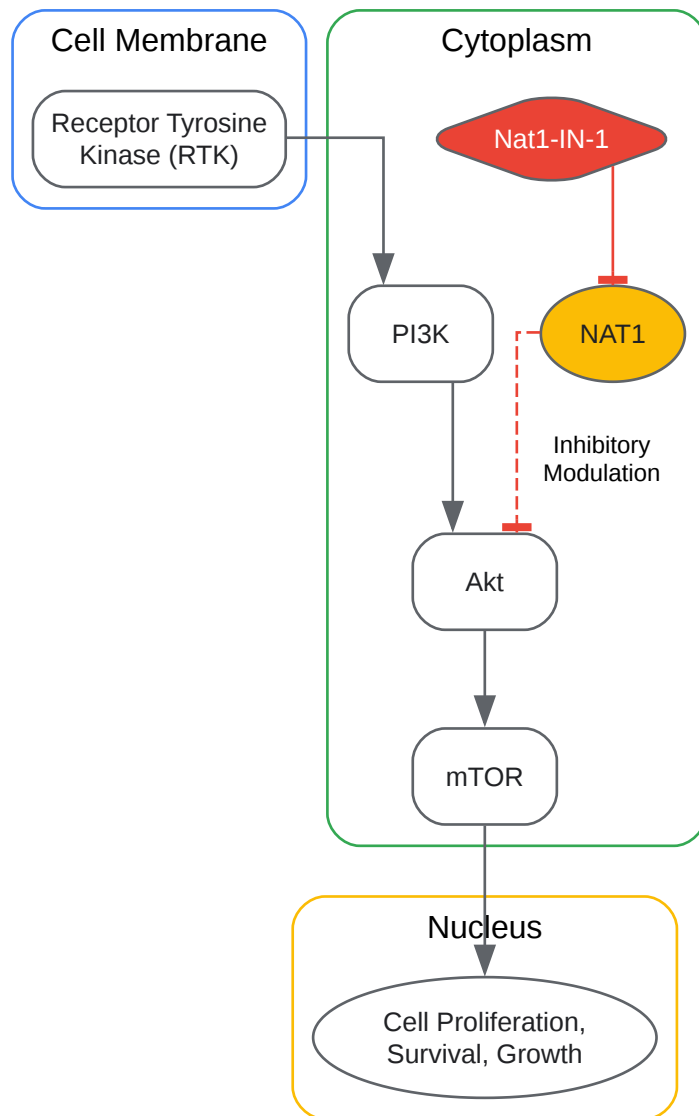 Cell Membrane
Receptor Tyrosine
Kinase (RTK)
Cytoplasm
Nat1-IN-1
PI3K
NAT1
Inhibitory
Modulation
Akt
mTOR
Nucleus
Cell Proliferation,
Survival, Growth